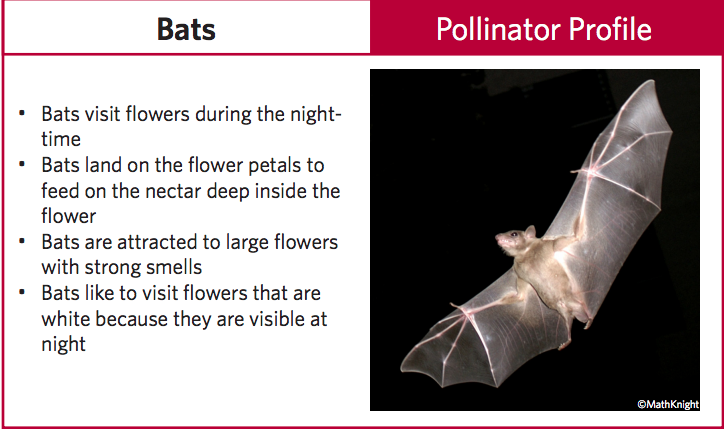 Bats
Pollinator Profile
• Bats visit flowers during the night-
time
• Bats land on the flower petals to
feed on the nectar deep inside the
flower
• Bats are attracted to large flowers
with strong smells
• Bats like to visit flowers that are
white because they are visible at
night
©MathKnight